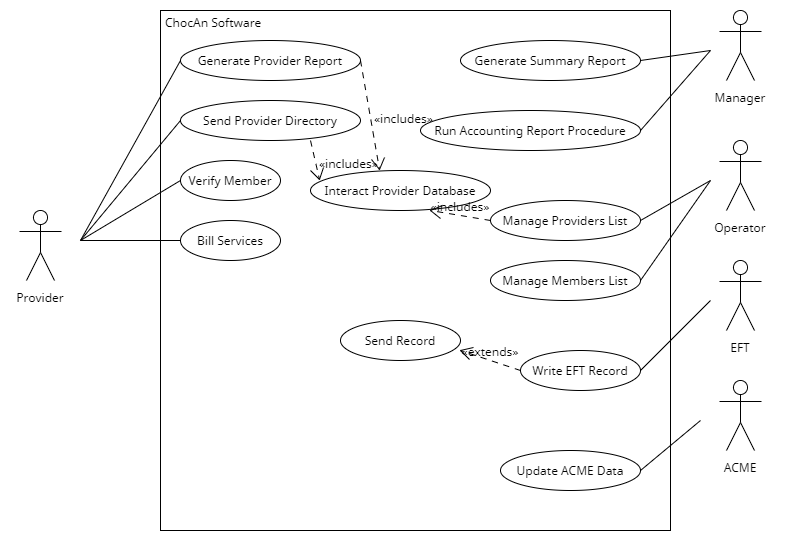 ChocAn Software
Generate Provider Report
Generate Summary Report
Manager
Send Provider Directory
«includes»
Run Accounting Report Procedure
«includes»
Verify Member
Interact Provider Database
«includes»
Manage Providers List
Operator
Bill Services
Provider
Manage Members List
Send Record
«extends»
EFT
Write EFT Record
Update ACME Data
ACME